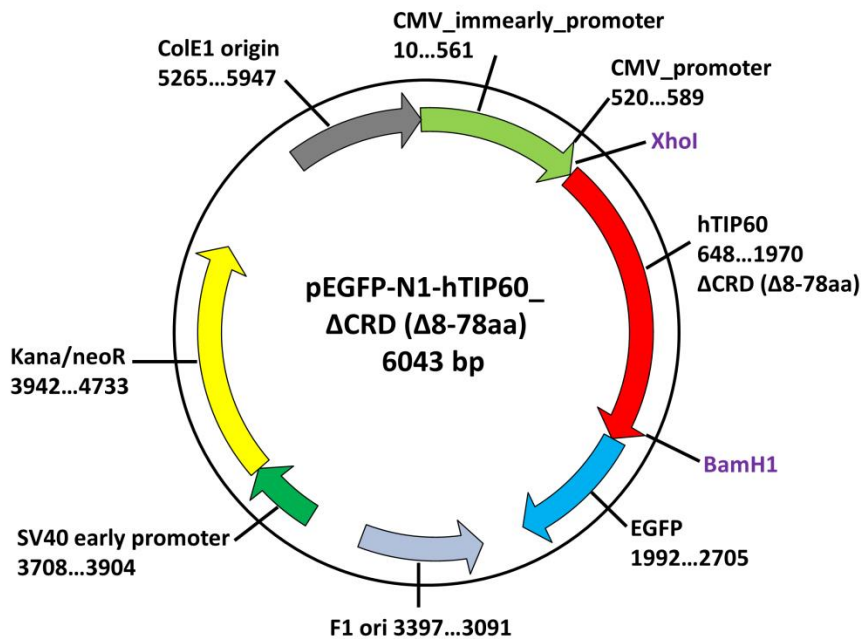 ColE1 origin
5265...5947
CMV_immearly_promoter
10...561
CMV_promoter
520...589
XhoI
hTIP60
648...1970
ΔCRD (Δ8-78aa)
pEGFP-N1-hTIP60_
ΔCRD (Δ8-78aa)
6043 bp
Kana/neoR
3942...4733
BamH1
EGFP
1992...2705
SV40 early promoter
3708...3904
F1 ori 3397...3091